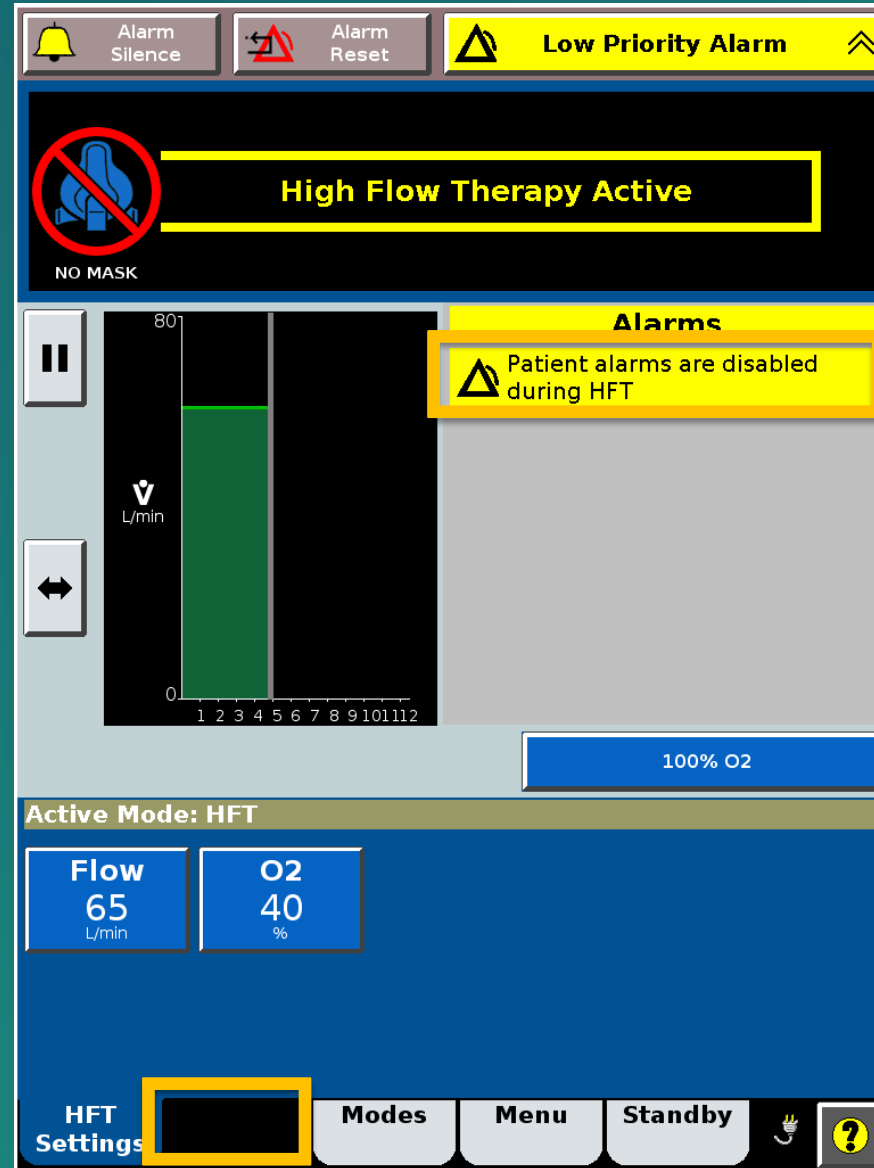 Alarm
Silence
Alarm
Reset
Low Priority Alarm
High Flow Therapy Active
NO MASK
80
Alarms
Patient alarms are disabled
during HFT
V̇
L/min
0
1 2 3 4 5 6 7 8 9 10 11 12
100% O2
Active Mode: HFT
Flow
65
L/min
O2
40
%
HFT
Settings
Modes
Menu
Standby
?